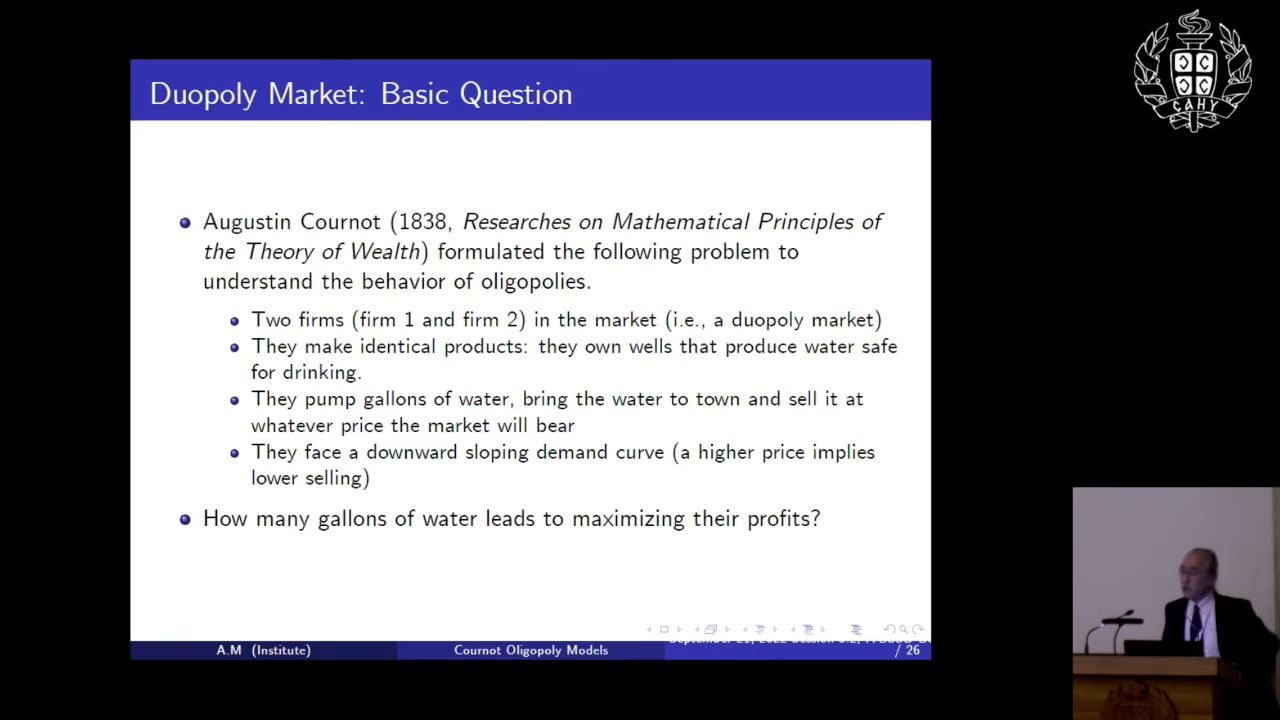 Duopoly Market: Basic Question
Augustin Cournot (1838, Researches on Mathematical Principles of
the Theory of Wealth) formulated the following problem to
understand the behavior of oligopolies.
Two firms (firm 1 and firm 2) in the market (i.e., a duopoly market)
They make identical products: they own wells that produce water safe
for drinking.
They pump gallons of water, bring the water to town and sell it at
whatever price the market will bear
They face a downward sloping demand curve (a higher price implies
lower selling)
How many gallons of water leads to maximizing their profits?
A.M (Institute)
Cournot Oligopoly Models
September 21, 2022
/ 26
САНУ